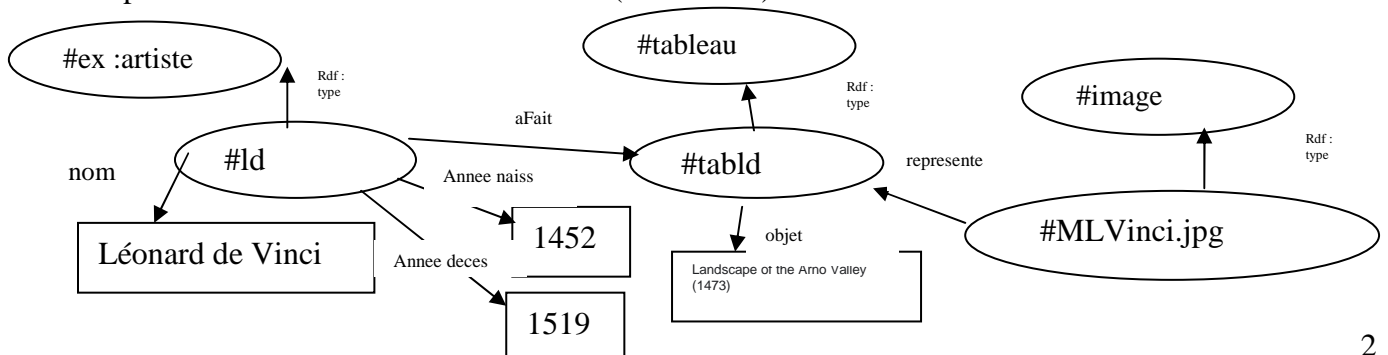 #ex :artiste
Rdf :
type
#tableau
Rdf :
type
#image
Rdf :
type
aFait
#ld
#tabld
represente
nom
Annee naiss
#MLVinci.jpg
Léonard de Vinci
1452
objet
Annee deces
Landscape of the Arno Valley
(1473)
1519
2